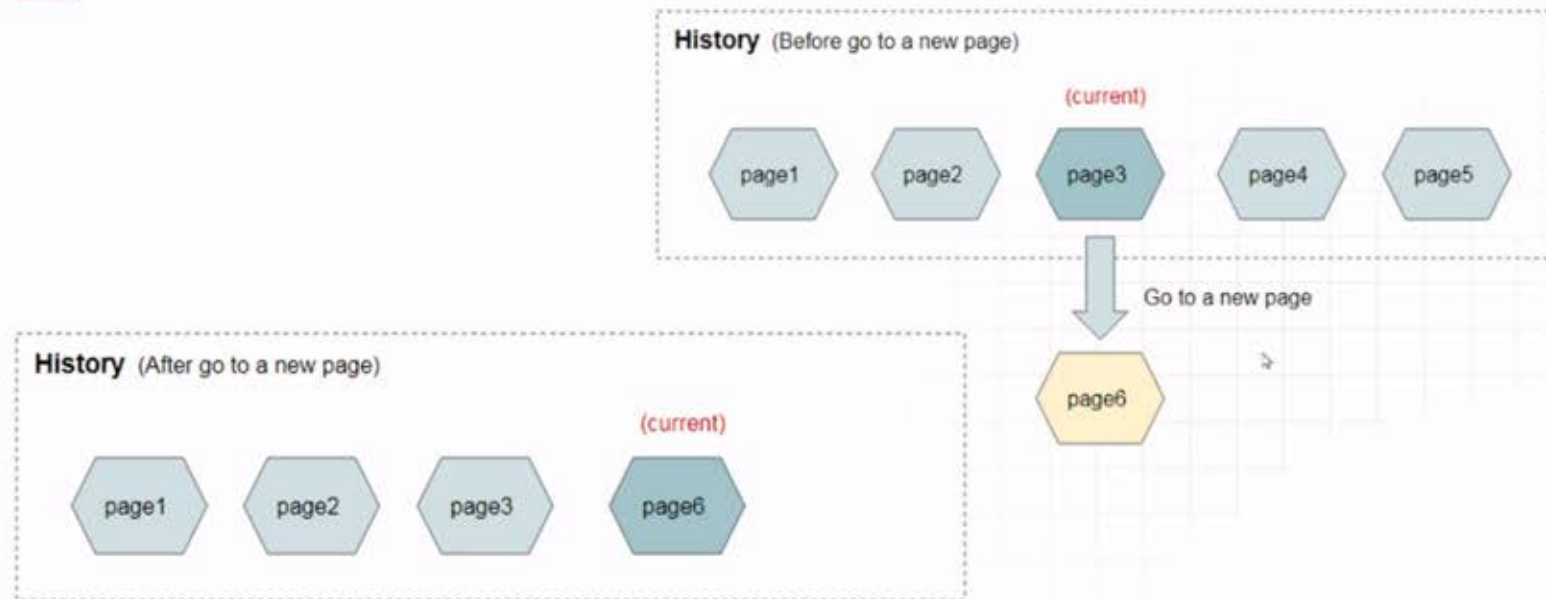 History (Before go to a new page)
(current)
page1 page2 page3 page4 page5
Go to a new page
page6
History (After go to a new page)
(current)
page1 page2 page3 page6